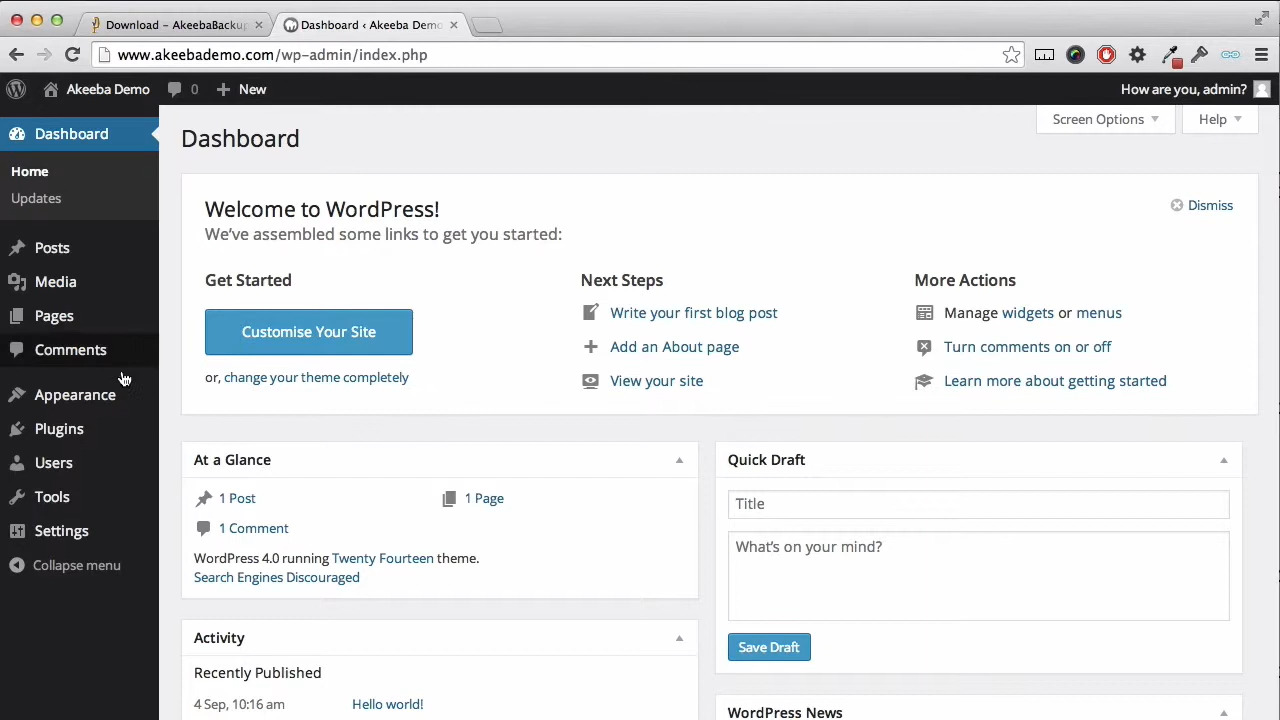 Download – AkeebaBackup
Dashboard ‹ Akeeba Demo
www.akeebademo.com/wp-admin/index.php
Akeeba Demo
0
New
How are you, admin?
Screen Options
Help
Dashboard
Home
Updates
Posts
Media
Pages
Comments
Appearance
Plugins
Users
Tools
Settings
Collapse menu
Dashboard
Welcome to WordPress!
Dismiss
We've assembled some links to get you started:
Get Started
Customise Your Site
or, change your theme completely
Next Steps
Write your first blog post
Add an About page
View your site
More Actions
Manage widgets or menus
Turn comments on or off
Learn more about getting started
At a Glance
1 Post
1 Page
1 Comment
WordPress 4.0 running Twenty Fourteen theme.
Search Engines Discouraged
Activity
Recently Published
4 Sep, 10:16 am
Hello world!
Quick Draft
Title
What's on your mind?
Save Draft
WordPress News